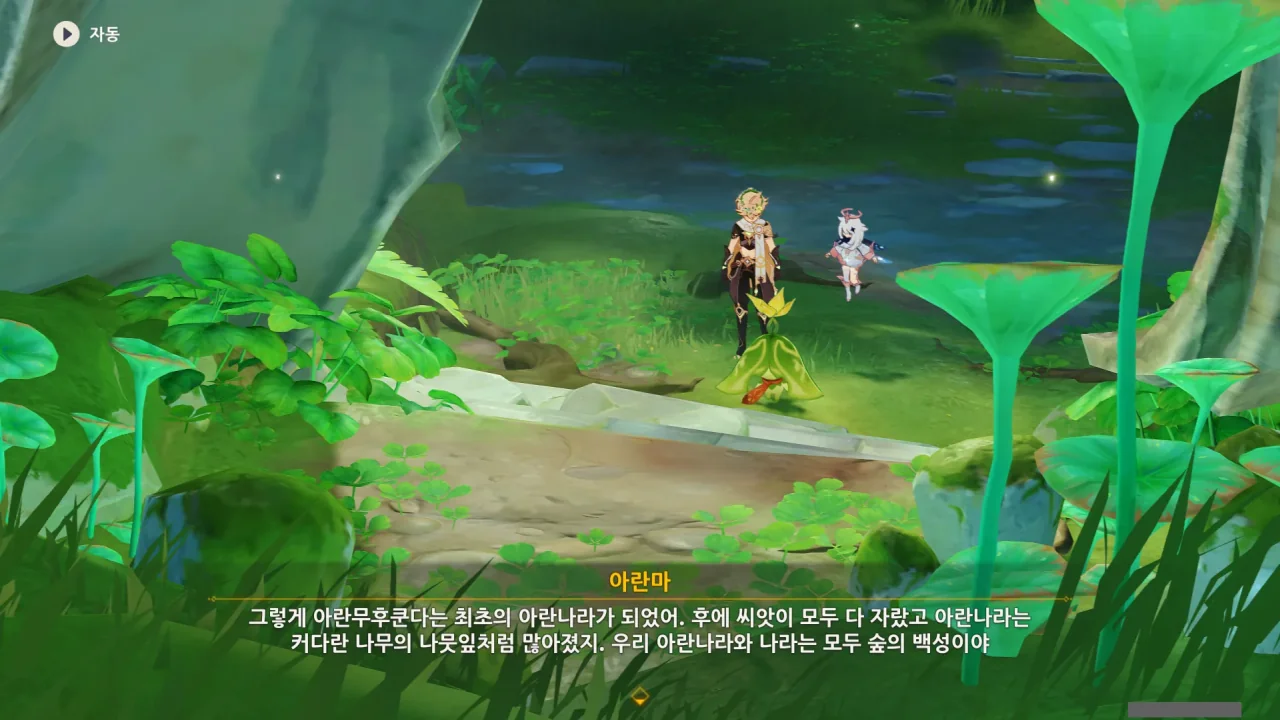 자동
아란마
그렇게 아란무후쿤다는 최초의 아란나라가 되었어. 후에 씨앗이 모두 다 자랐고 아란나라는
커다란 나무의 나뭇잎처럼 많아졌지. 우리 아란나라와 나라는 모두 숲의 백성이야